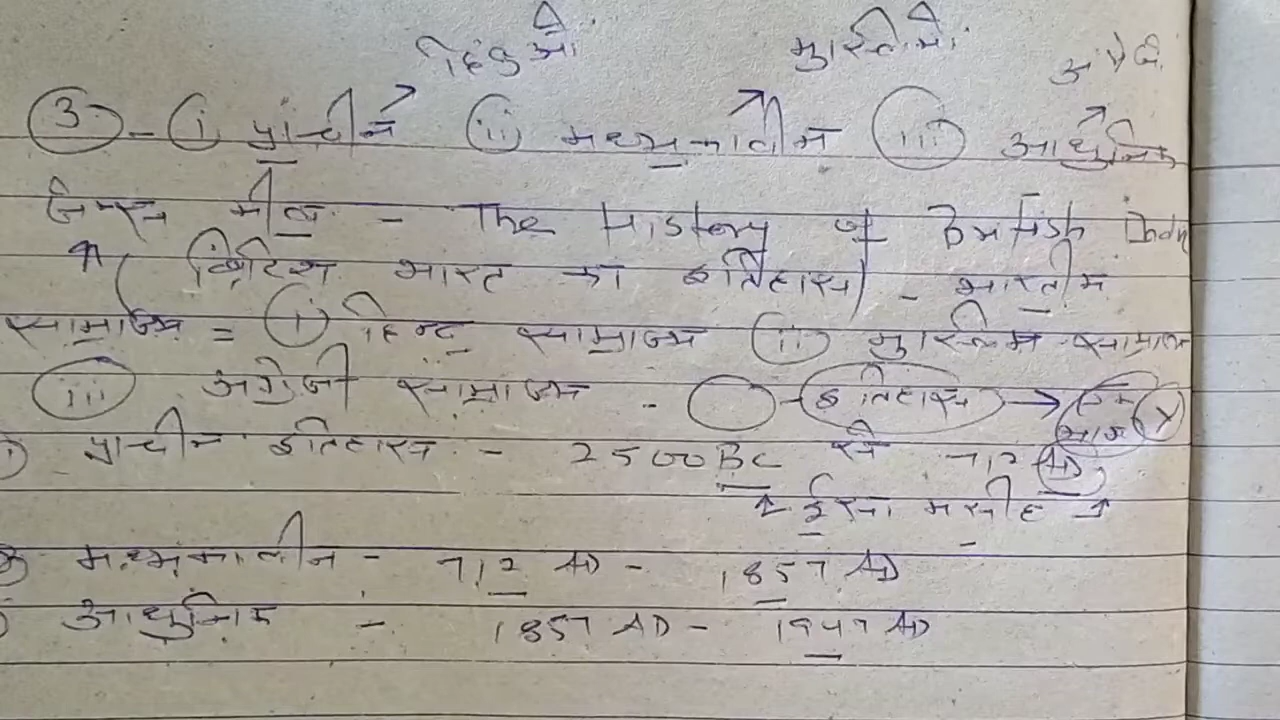 हिंदुओं मुस्लिमों अंग्रेजों
3 - i प्राचीन ii मध्यकालीन iii आधुनिक
जेम्स मील - The History of British
( ब्रिटिश भारत का इतिहास ) - भारतीय
साम्राज्य = i हिन्दू साम्राज्य ii मुस्लिम साम्राज्य
iii अंग्रेजी साम्राज्य - इतिहास →
प्राचीन इतिहास - 2500 BC से 712 AD
ईसा मसीह
मध्यकालीन - 712 AD - 1857 AD
आधुनिक - 1857 AD - 1947 AD